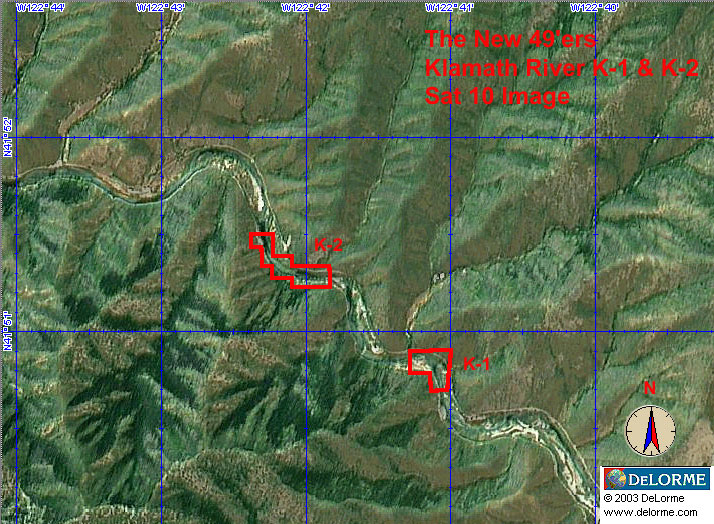 W122° 44' W122° 43' W122° 42' W122° 41' W122° 40'
The New 49'ers
Klamath River K-1 & K-2
Sat 10 Image
N41° 52'
K-2
N41° 51'
K-1
N
DELORME
© 2003 DeLorme
www.delorme.com